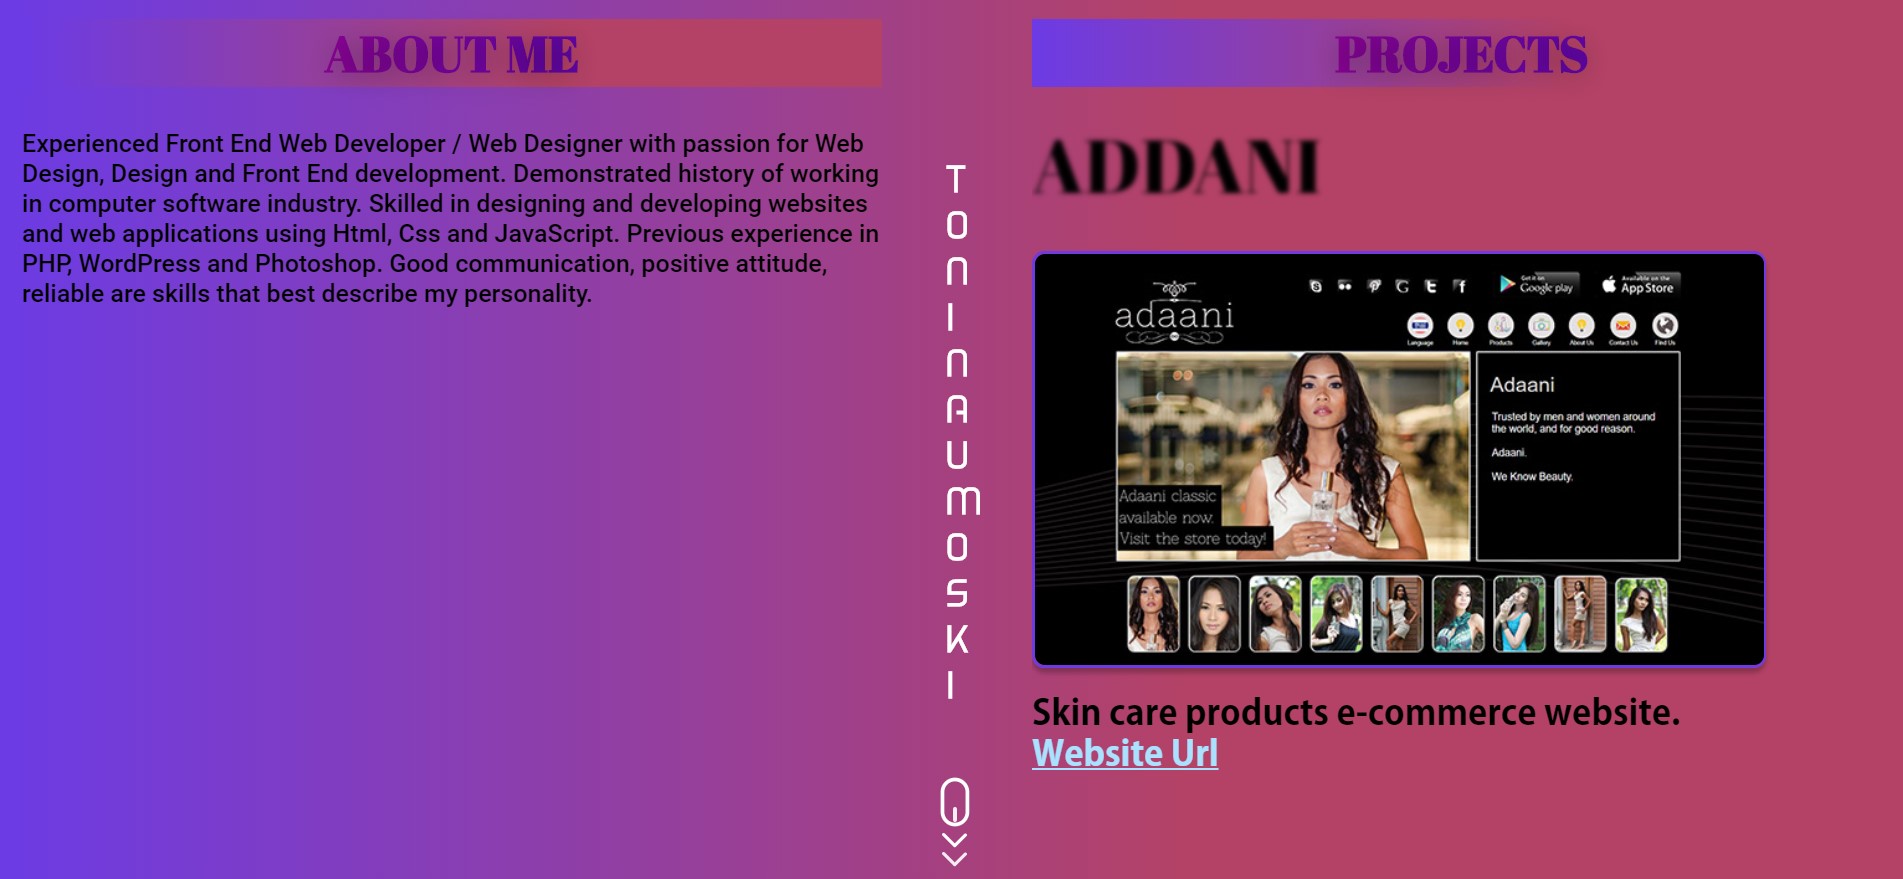 ABOUT ME
Experienced Front End Web Developer / Web Designer with passion for Web
Design, Design and Front End development. Demonstrated history of working
in computer software industry. Skilled in designing and developing websites
and web applications using Html, Css and JavaScript. Previous experience in
PHP, WordPress and Photoshop. Good communication, positive attitude,
reliable are skills that best describe my personality.
T
O
N
I
N
A
U
M
O
S
K
I
PROJECTS
ADDANI
adaani
Get it on
Google play
Available on the
App Store
Language Home Products Gallery About Us Contact Us Find Us
Adaani classic
available now.
Visit the store today!
Adaani
Trusted by men and women around
the world, and for good reason.
Adaani.
We Know Beauty.
Skin care products e-commerce website.
Website Url